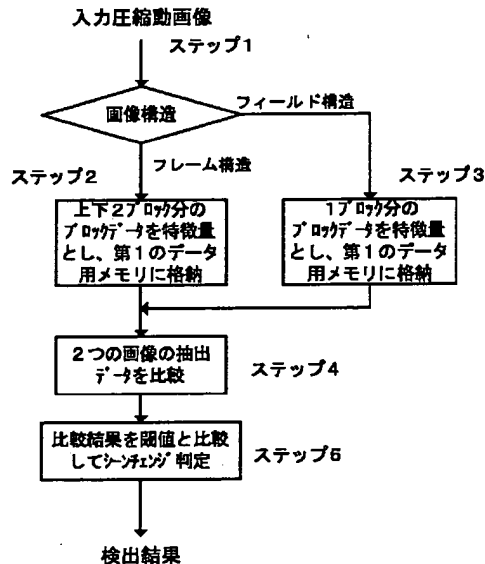 入力圧縮動画像
ステップ1
画像構造
フィールド構造
フレーム構造
ステップ2
ステップ3
上下2ブロック分の
ブロックデータを特徴量
とし、第1のデータ
用メモリに格納
1ブロック分の
ブロックデータを特徴量
とし、第1のデータ
用メモリに格納
2つの画像の抽出
データを比較
ステップ4
比較結果を閾値と比較
してシーンチェンジ判定
ステップ5
検出結果